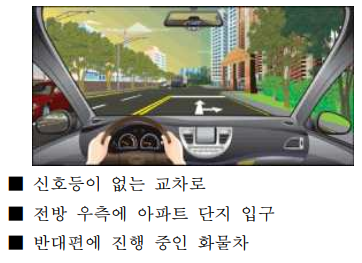 ■ 신호등이 없는 교차로
■ 전방 우측에 아파트 단지 입구
■ 반대편에 진행 중인 화물차